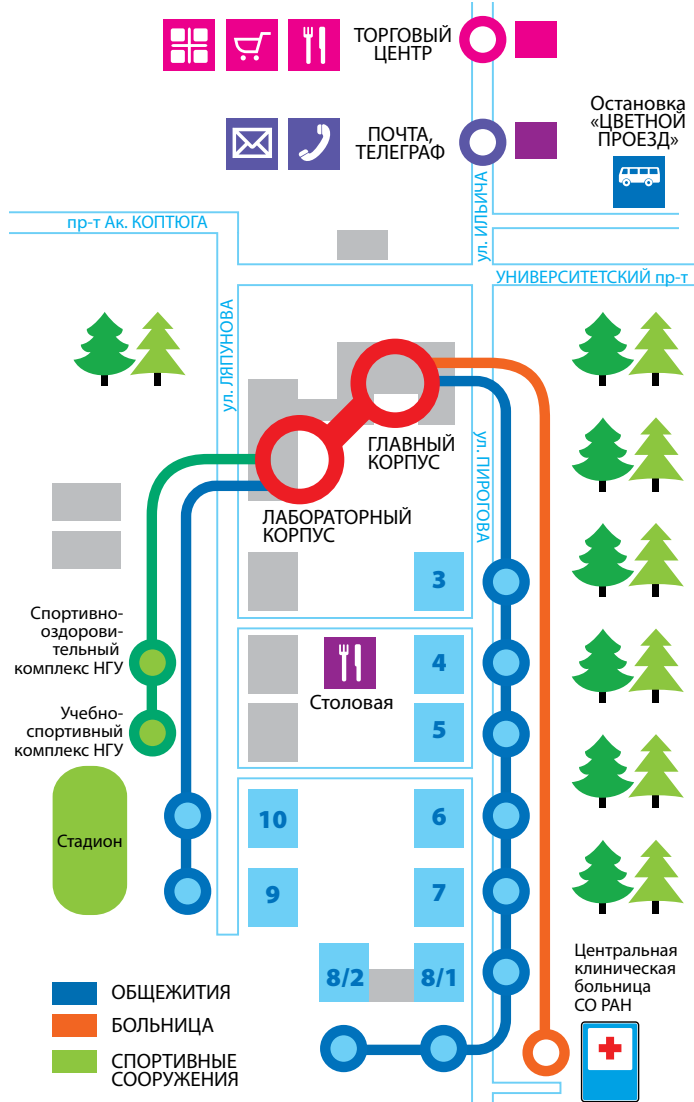 ТОРГОВЫЙ
ЦЕНТР
ПОЧТА,
ТЕЛЕГРАФ
Остановка
«ЦВЕТНОЙ
ПРОЕЗД»
пр-т Ак. КОПТЮГА
ул. ИЛЬИЧА
УНИВЕРСИТЕТСКИЙ пр-т
ул. ЛЯПУНОВА
ГЛАВНЫЙ
КОРПУС
ул. ПИРОГОВА
ЛАБОРАТОРНЫЙ
КОРПУС
3
Спортивно-
оздорови-
тельный
комплекс НГУ
4
Столовая
Учебно-
спортивный
комплекс НГУ
5
Стадион
10
6
9
7
8/2
8/1
Центральная
клиническая
больница
СО РАН
ОБЩЕЖИТИЯ
БОЛЬНИЦА
СПОРТИВНЫЕ
СООРУЖЕНИЯ